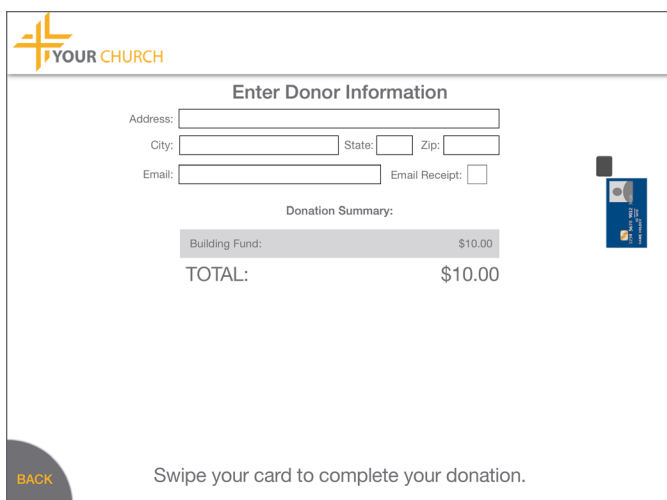 YOUR CHURCH
Enter Donor Information
Address:
City: State: Zip:
Email: Email Receipt:
Donation Summary:
Building Fund: $10.00
TOTAL: $10.00
BACK
Swipe your card to complete your donation.